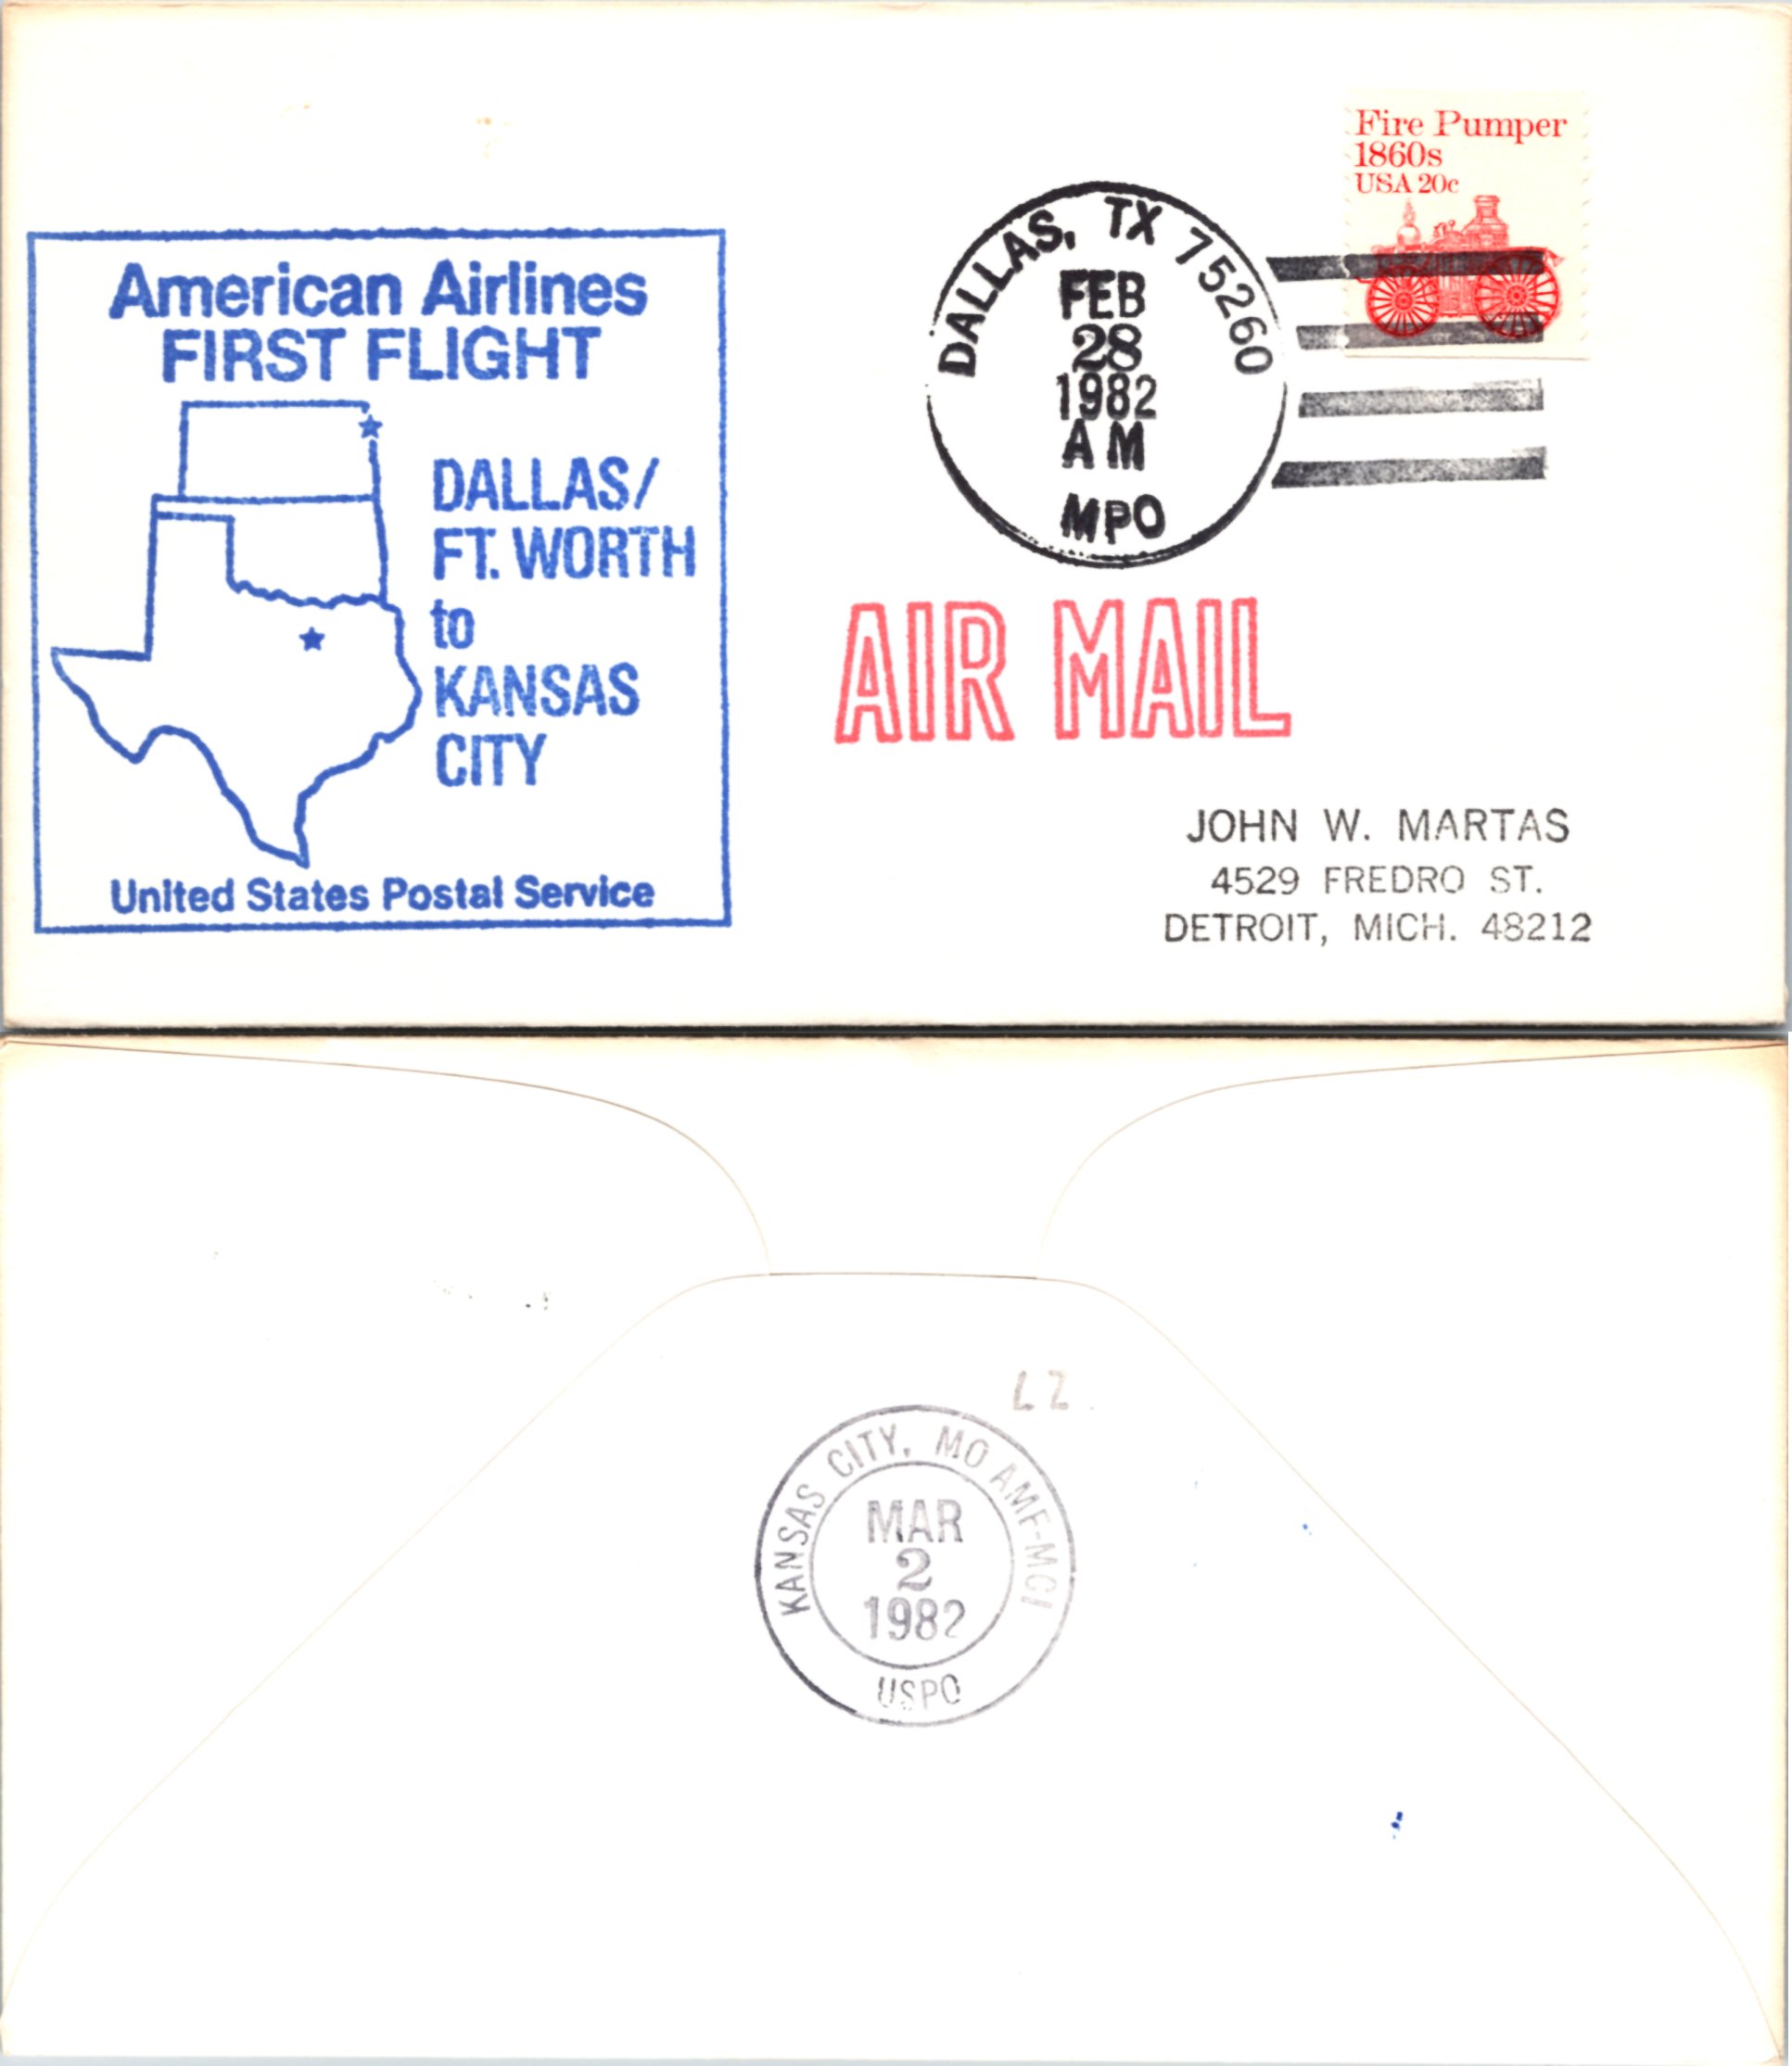 Fire Pumper
1860s
USA 20c
DALLAS, TX 75260
FEB
28
1982
AM
MPO
American Airlines
FIRST FLIGHT
DALLAS/
FT. WORTH
to
KANSAS
CITY
United States Postal Service
AIR MAIL
JOHN W. MARTAS
4529 FREDRO ST.
DETROIT, MICH. 48212
KANSAS CITY, MO AMF-MCI
MAR
2
1982
USPO